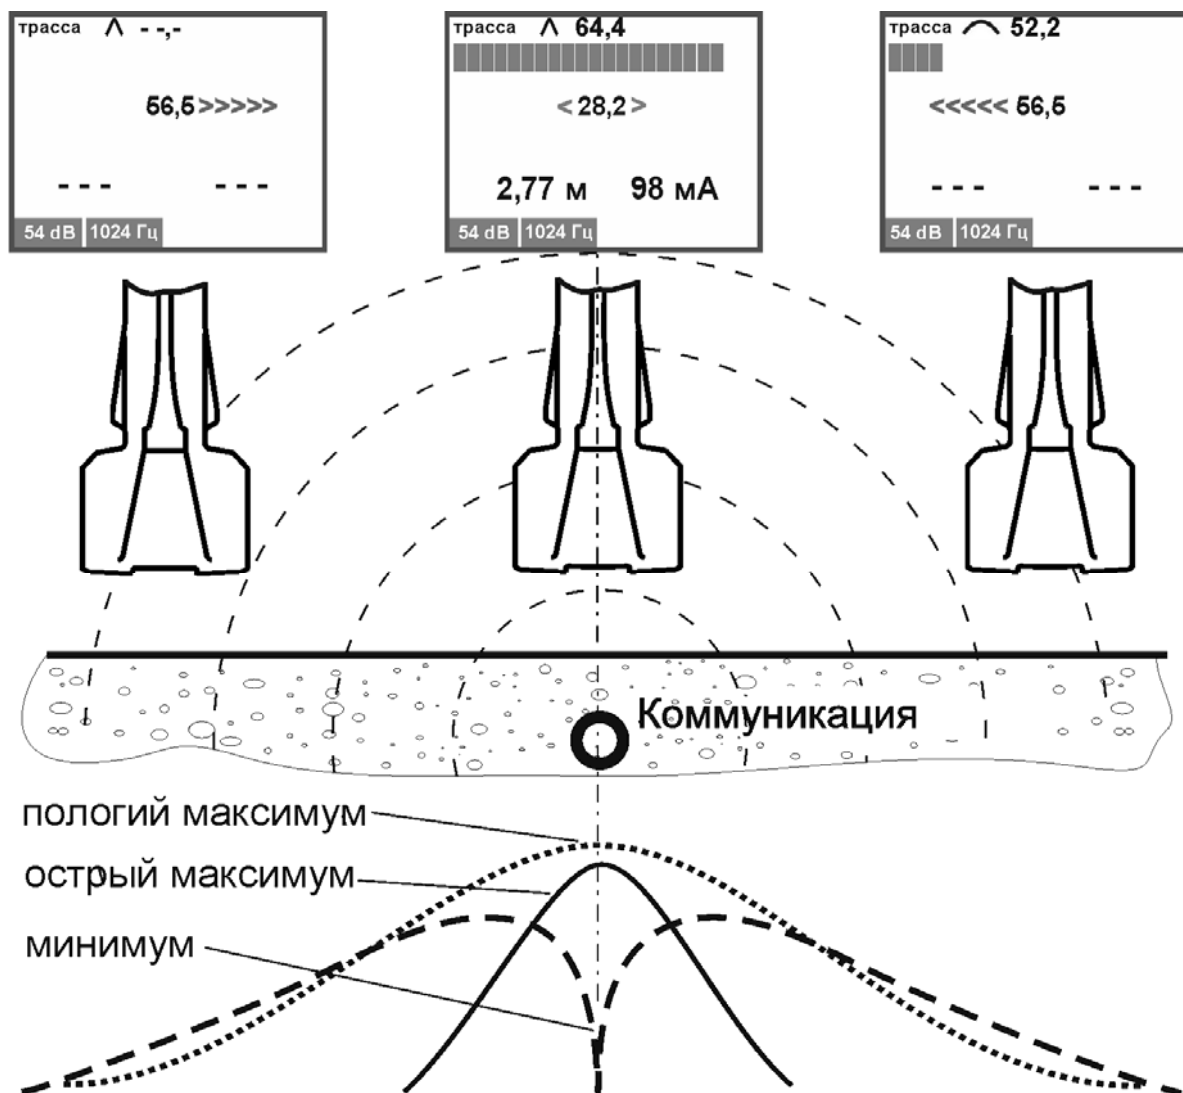 трасса ∧ - -,-
56,5 >>>>>
- - - - - -
54 dB 1024 Гц
трасса ∧ 64,4
< 28,2 >
2,77 м 98 мА
54 dB 1024 Гц
трасса ⌒ 52,2
<<<<< 56,5
- - - - - -
54 dB 1024 Гц
Коммуникация
пологий максимум
острый максимум
минимум